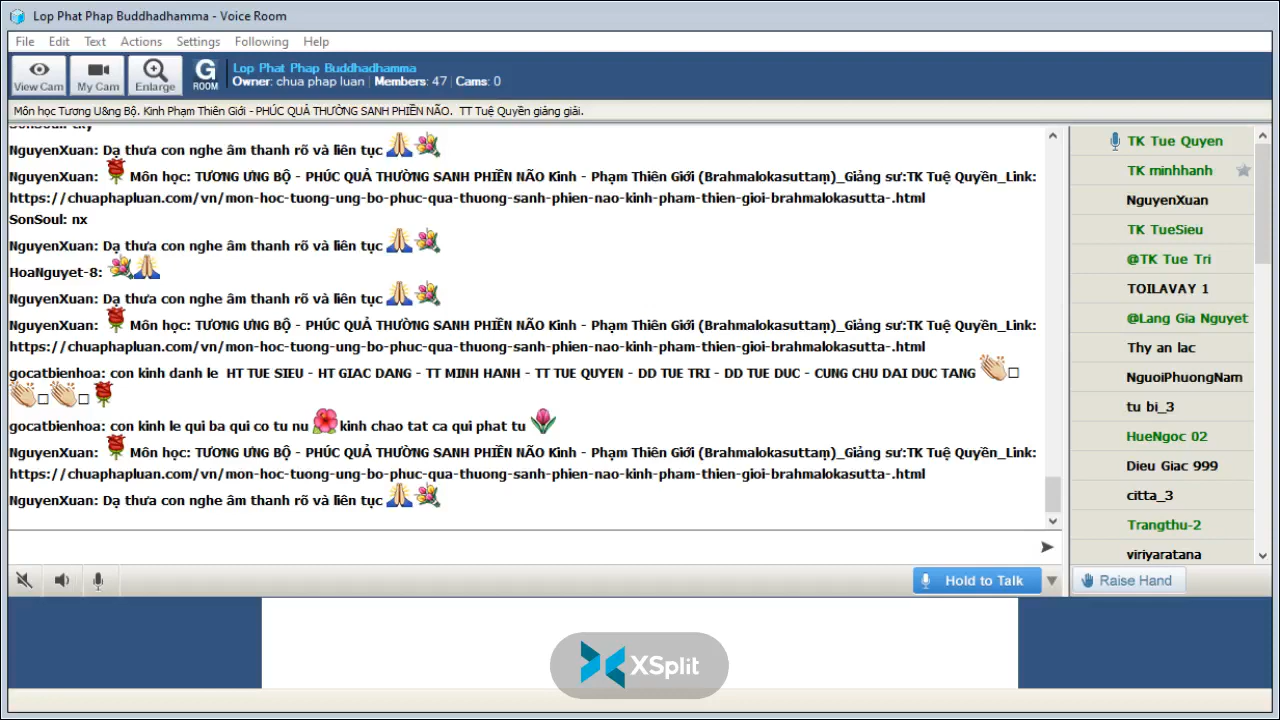 Lop Phat Phap Buddhadhamma - Voice Room
File Edit Text Actions Settings Following Help
View Cam My Cam Enlarge G ROOM
Lop Phat Phap Buddhadhamma
Owner: chua phap luan | Members: 47 | Cams: 0
Môn học Tương U&ng Bộ. Kinh Phạm Thiên Giới - PHÚC QUẢ THƯỜNG SANH PHIỀN NÃO. TT Tuệ Quyền giảng giải.
NguyenXuan: Dạ thưa con nghe âm thanh rõ và liên tục
NguyenXuan: Môn học: TƯƠNG ƯNG BỘ - PHÚC QUẢ THƯỜNG SANH PHIỀN NÃO Kinh - Phạm Thiên Giới (Brahmalokasuttaṃ)_Giảng sư:TK Tuệ Quyền_Link:
https://chuaphapluan.com/vn/mon-hoc-tuong-ung-bo-phuc-qua-thuong-sanh-phien-nao-kinh-pham-thien-gioi-brahmalokasutta-.html
SonSoul: nx
NguyenXuan: Dạ thưa con nghe âm thanh rõ và liên tục
HoaNguyet-8:
NguyenXuan: Dạ thưa con nghe âm thanh rõ và liên tục
NguyenXuan: Môn học: TƯƠNG ƯNG BỘ - PHÚC QUẢ THƯỜNG SANH PHIỀN NÃO Kinh - Phạm Thiên Giới (Brahmalokasuttaṃ)_Giảng sư:TK Tuệ Quyền_Link:
https://chuaphapluan.com/vn/mon-hoc-tuong-ung-bo-phuc-qua-thuong-sanh-phien-nao-kinh-pham-thien-gioi-brahmalokasutta-.html
gocatbienhoa: con kinh danh le HT TUE SIEU - HT GIAC DANG - TT MINH HANH - TT TUE QUYEN - DD TUE TRI - DD TUE DUC - CUNG CHU DAI DUC TANG
gocatbienhoa: con kinh le qui ba qui co tu nu kinh chao tat ca qui phat tu
NguyenXuan: Môn học: TƯƠNG ƯNG BỘ - PHÚC QUẢ THƯỜNG SANH PHIỀN NÃO Kinh - Phạm Thiên Giới (Brahmalokasuttaṃ)_Giảng sư:TK Tuệ Quyền_Link:
https://chuaphapluan.com/vn/mon-hoc-tuong-ung-bo-phuc-qua-thuong-sanh-phien-nao-kinh-pham-thien-gioi-brahmalokasutta-.html
NguyenXuan: Dạ thưa con nghe âm thanh rõ và liên tục
TK Tue Quyen
TK minhhanh
NguyenXuan
TK TueSieu
@TK Tue Tri
TOILAVAY 1
@Lang Gia Nguyet
Thy an lac
NguoiPhuongNam
tu bi_3
HueNgoc 02
Dieu Giac 999
citta_3
Trangthu-2
viriyaratana
Hold to Talk
Raise Hand
XSplit